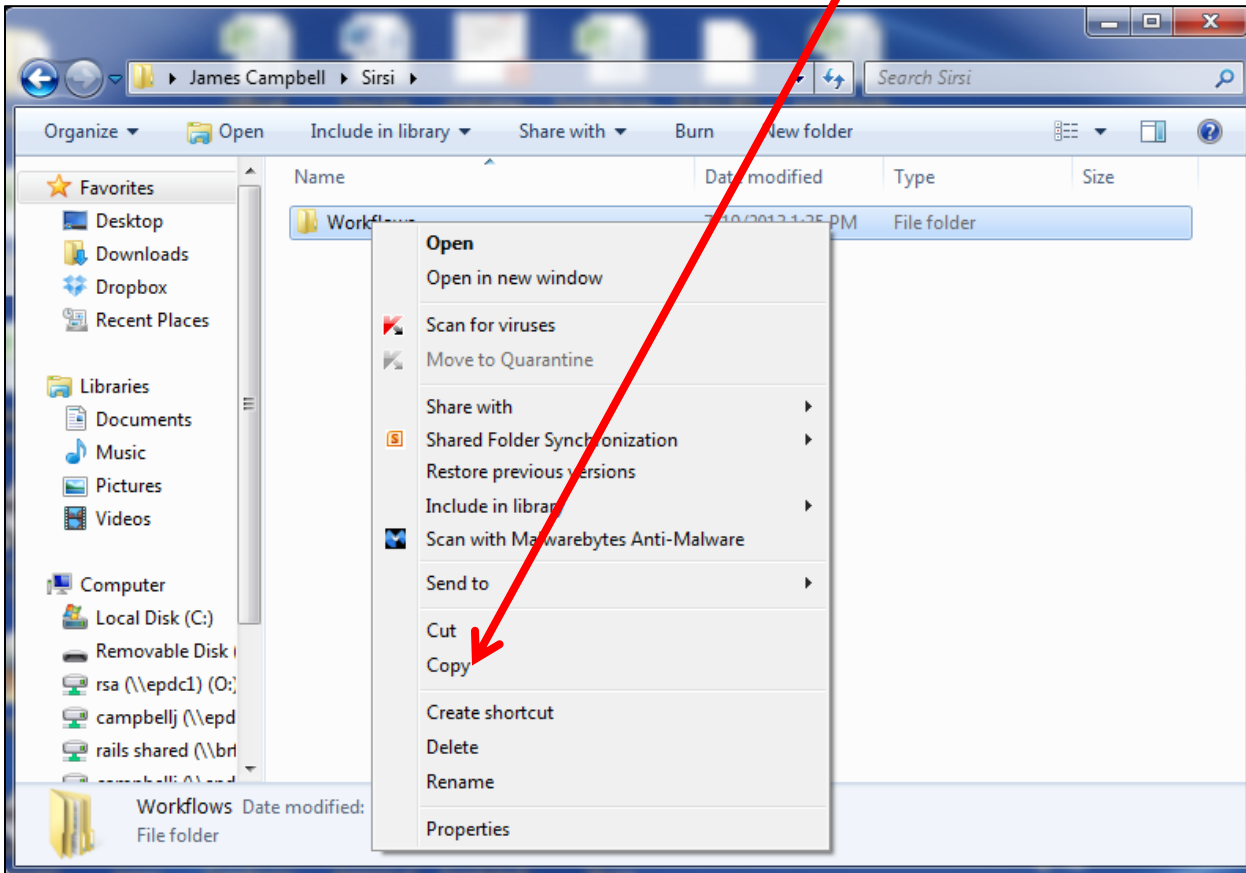 James Campbell Sirsi
Search Sirsi
Organize Open Include in library Share with Burn New folder
Name Date modified Type Size
Favorites
Desktop
Downloads
Dropbox
Recent Places
Libraries
Documents
Music
Pictures
Videos
Computer
Local Disk (C:)
Removable Disk (
rsa (\\epdc1) (O:)
campbellj (\\epd
rails shared (\\brf
Workflows PM File folder
Open
Open in new window
Scan for viruses
Move to Quarantine
Share with
Shared Folder Synchronization
Restore previous versions
Include in library
Scan with Malwarebytes Anti-Malware
Send to
Cut
Copy
Create shortcut
Delete
Rename
Properties
Workflows Date modified:
File folder